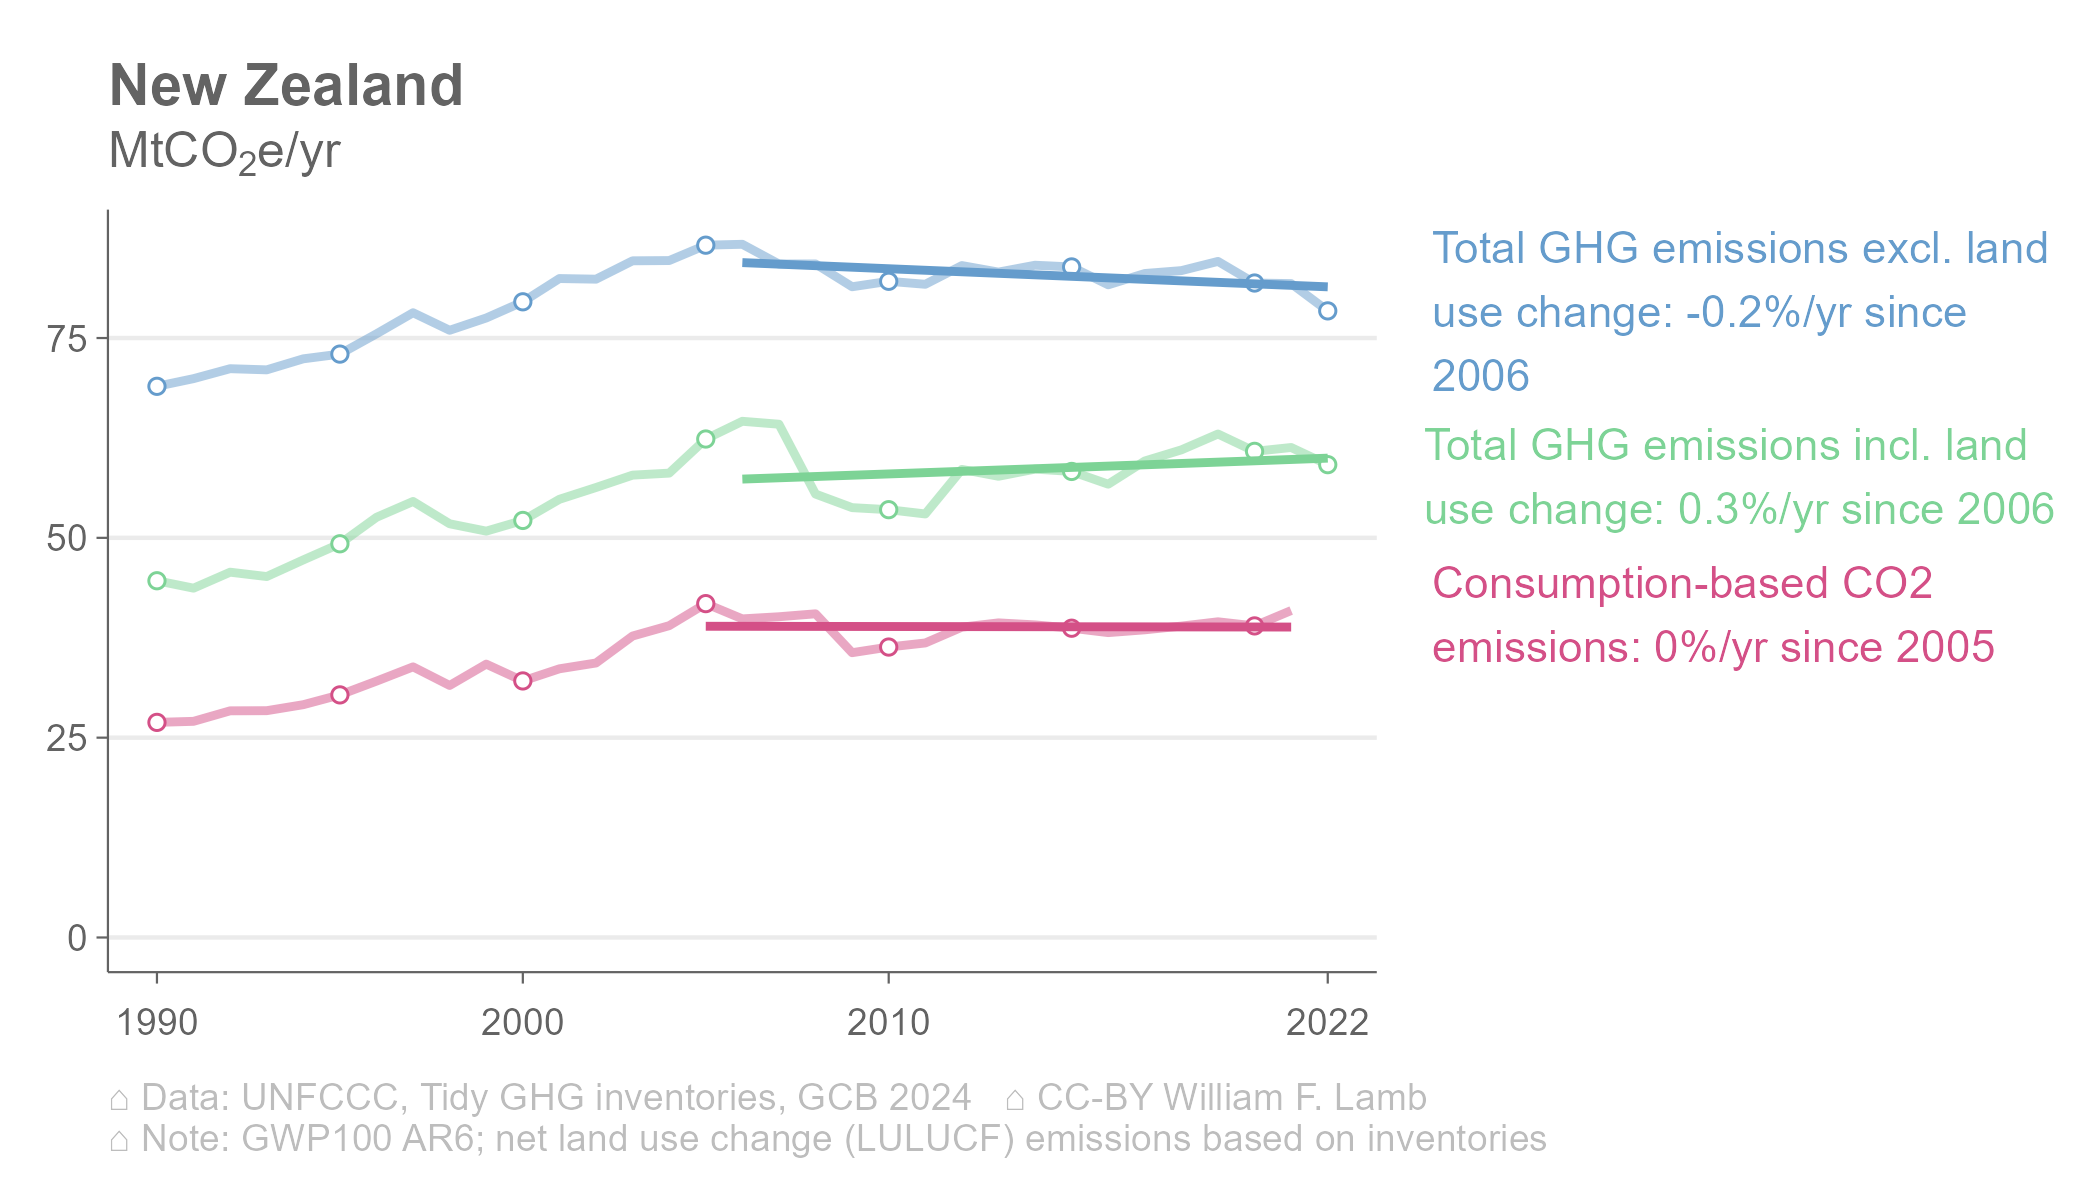 New Zealand
MtCO₂e/yr
Total GHG emissions excl. land
use change: -0.2%/yr since
2006
Total GHG emissions incl. land
use change: 0.3%/yr since 2006
Consumption-based CO2
emissions: 0%/yr since 2005
75
50
25
0
1990 2000 2010 2022
⌂ Data: UNFCCC, Tidy GHG inventories, GCB 2024 ⌂ CC-BY William F. Lamb
⌂ Note: GWP100 AR6; net land use change (LULUCF) emissions based on inventories